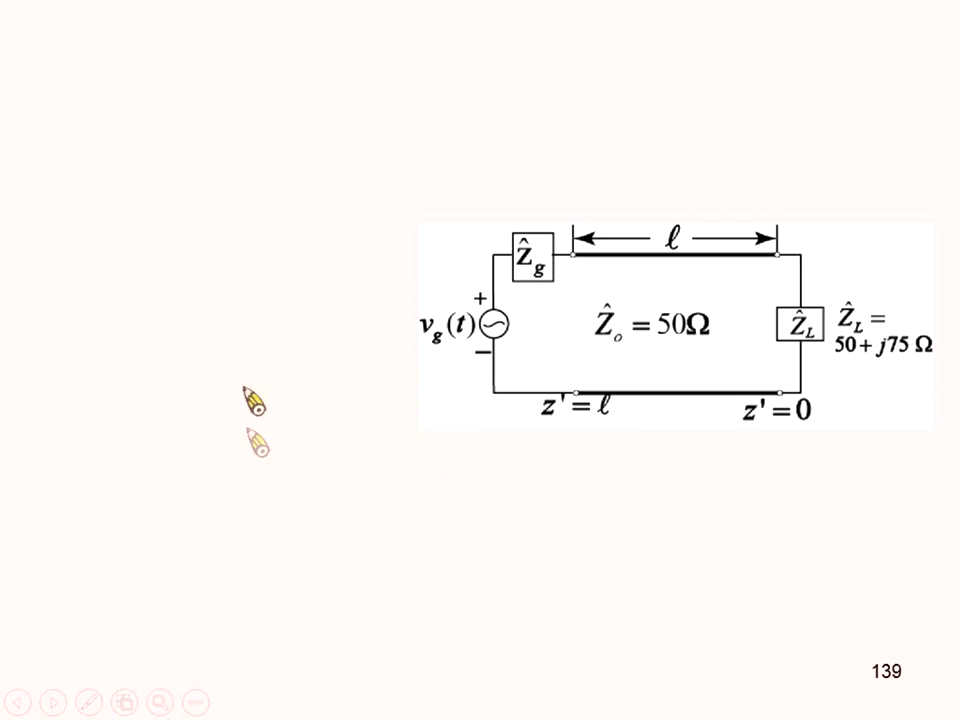 ℓ
Ẑg
+
vg(t)
−
Ẑo = 50Ω
ẐL
ẐL =
50 + j75 Ω
z' = ℓ
z' = 0
139